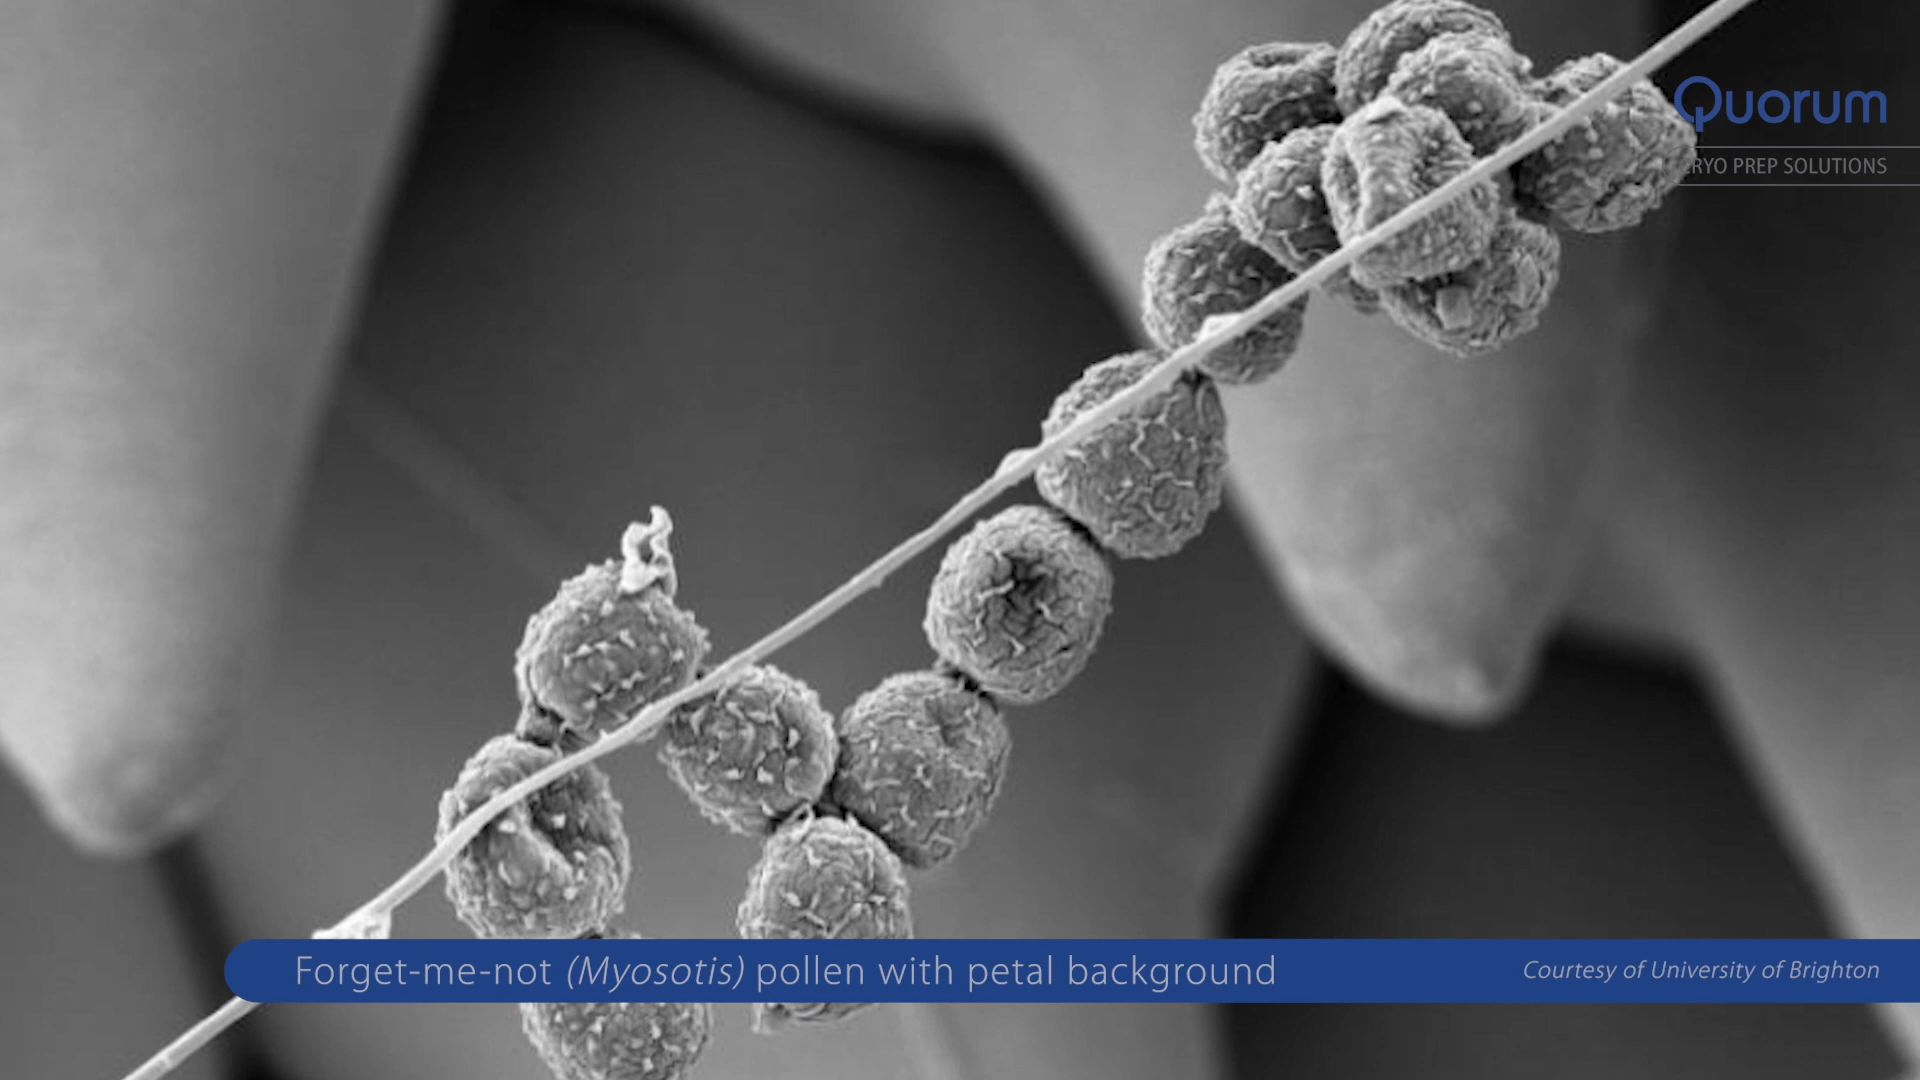 Quorum
RYO PREP SOLUTIONS
Forget-me-not (Myosotis) pollen with petal background
Courtesy of University of Brighton